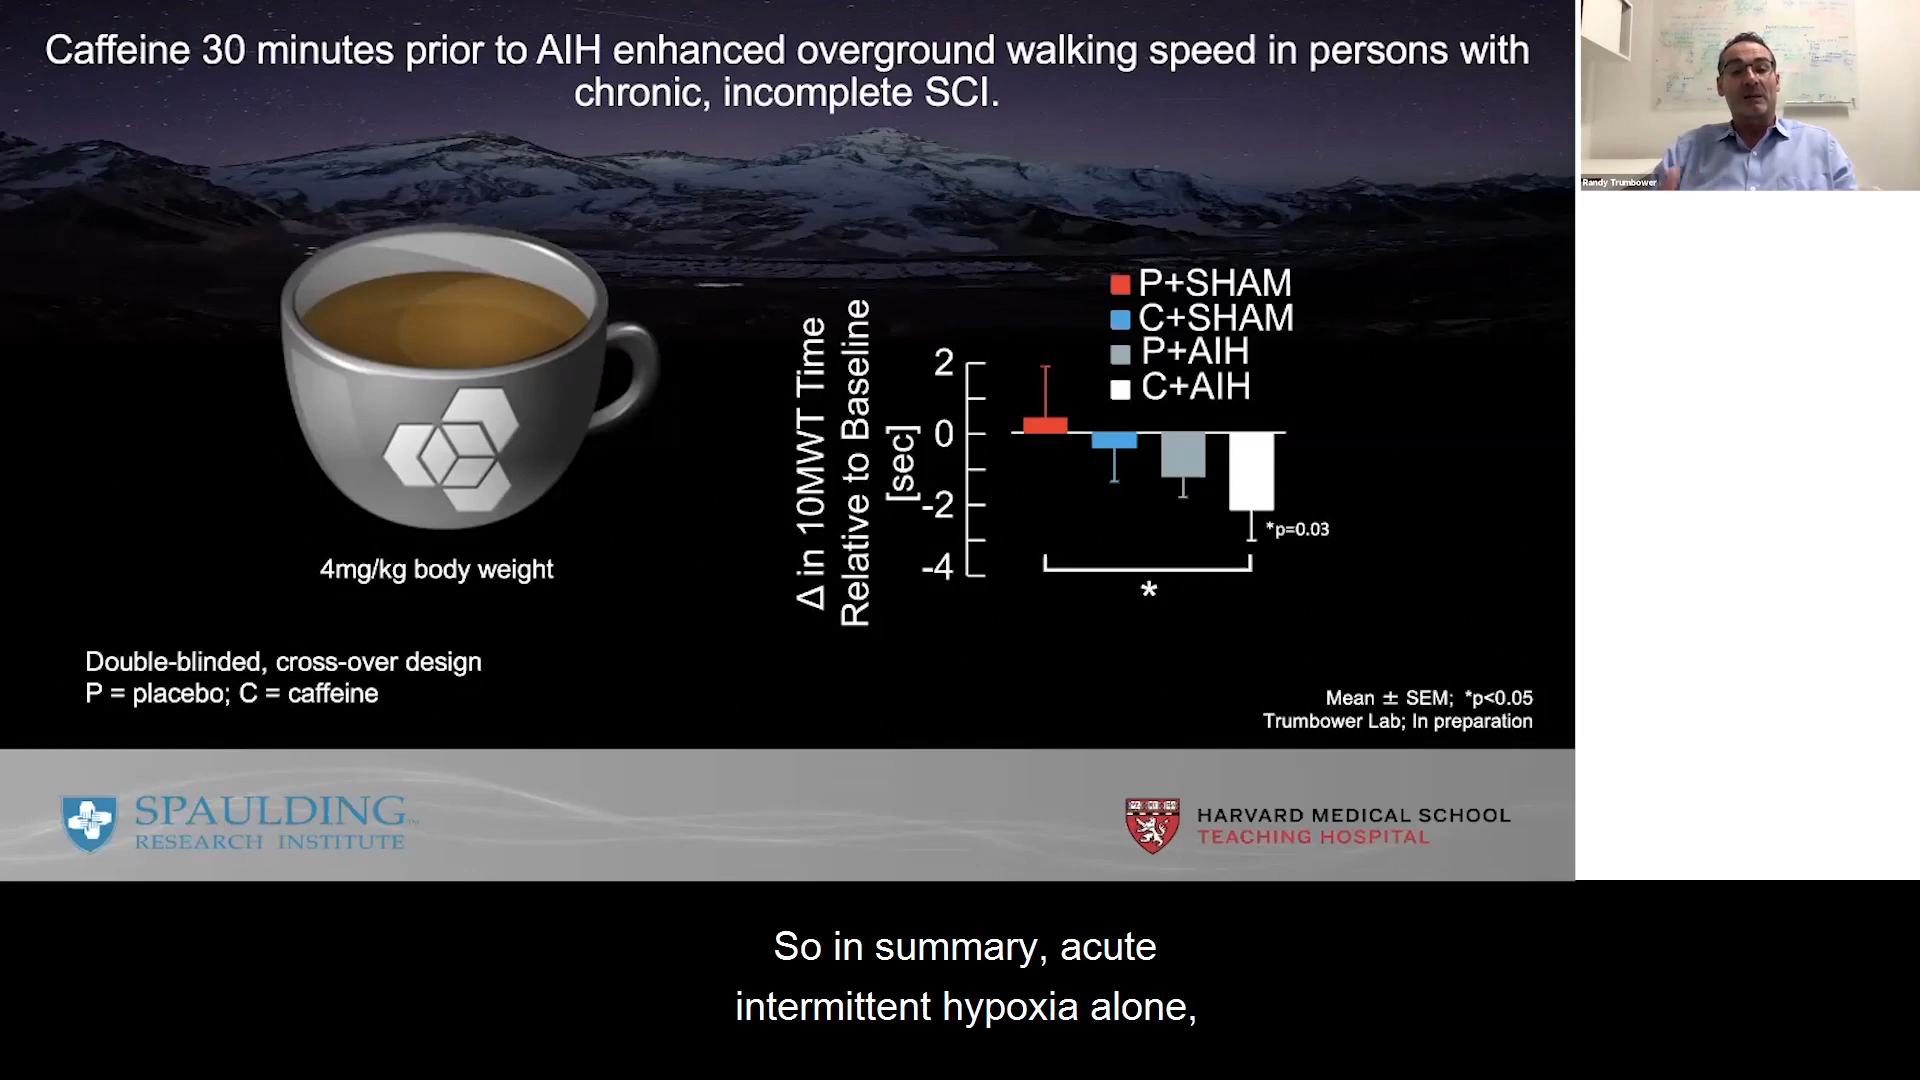 Caffeine 30 minutes prior to AIH enhanced overground walking speed in persons with
chronic, incomplete SCI.
Randy Trumbower
P+SHAM
C+SHAM
P+AIH
C+AIH
Δ in 10MWT Time
Relative to Baseline
[sec]
2
0
-2
-4
*p=0.03
*
4mg/kg body weight
Double-blinded, cross-over design
P = placebo; C = caffeine
Mean ± SEM; *p<0.05
Trumbower Lab; In preparation
SPAULDING™
RESEARCH INSTITUTE
HARVARD MEDICAL SCHOOL
TEACHING HOSPITAL
So in summary, acute
intermittent hypoxia alone,